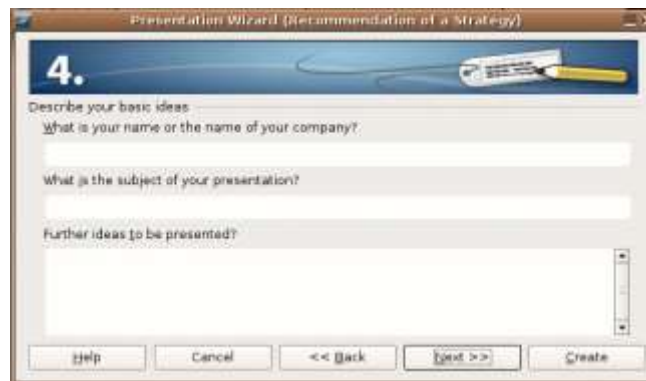 Presentation Wizard (Recommendation of a Strategy)
4.
Describe your basic ideas
What is your name or the name of your company?
What is the subject of your presentation?
Further ideas to be presented?
Help Cancel << Back Next >> Create